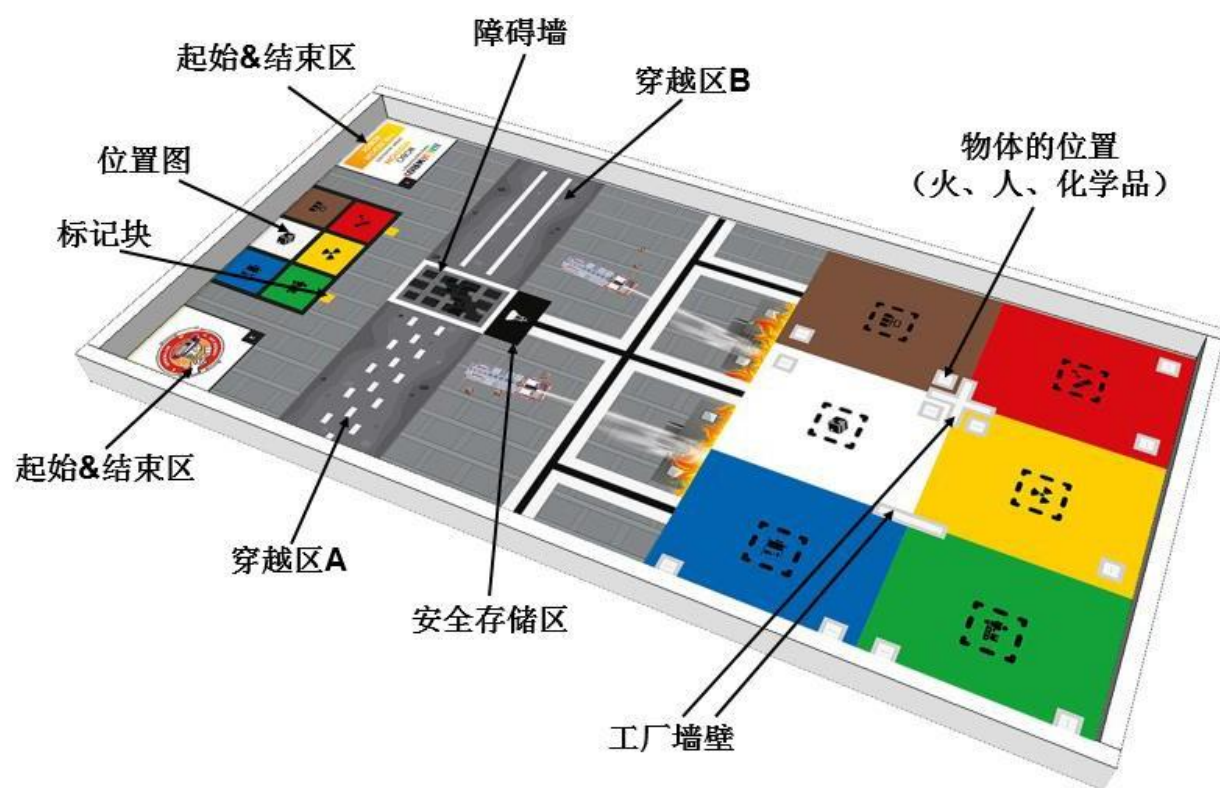 障碍墙
起始&结束区
穿越区B
物体的位置
（火、人、化学品）
位置图
标记块
起始&结束区
穿越区A
安全存储区
工厂墙壁